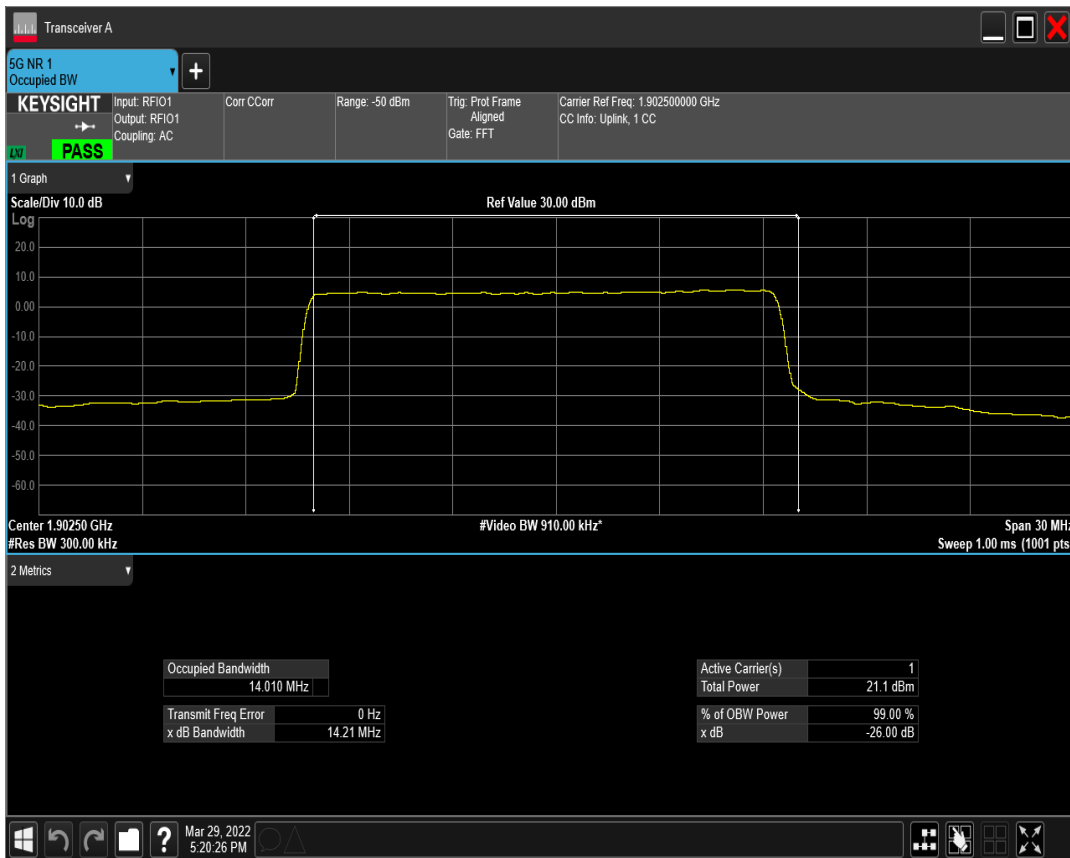 Transceiver A
5G NR 1
Occupied BW
+
KEYSIGHT
LXI
PASS
Input: RFIO1
Output: RFIO1
Coupling: AC
Corr CCorr
Range: -50 dBm
Trig: Prot Frame
Aligned
Gate: FFT
Carrier Ref Freq: 1.902500000 GHz
CC Info: Uplink, 1 CC
1 Graph
Scale/Div 10.0 dB
Ref Value 30.00 dBm
Log
20.0
10.0
0.00
-10.0
-20.0
-30.0
-40.0
-50.0
-60.0
Center 1.90250 GHz
#Video BW 910.00 kHz*
Span 30 MHz
#Res BW 300.00 kHz
Sweep 1.00 ms (1001 pts
2 Metrics
Occupied Bandwidth
14.010 MHz
Transmit Freq Error 0 Hz
x dB Bandwidth 14.21 MHz
Active Carrier(s) 1
Total Power 21.1 dBm
% of OBW Power 99.00 %
x dB -26.00 dB
?
Mar 29, 2022
5:20:26 PM